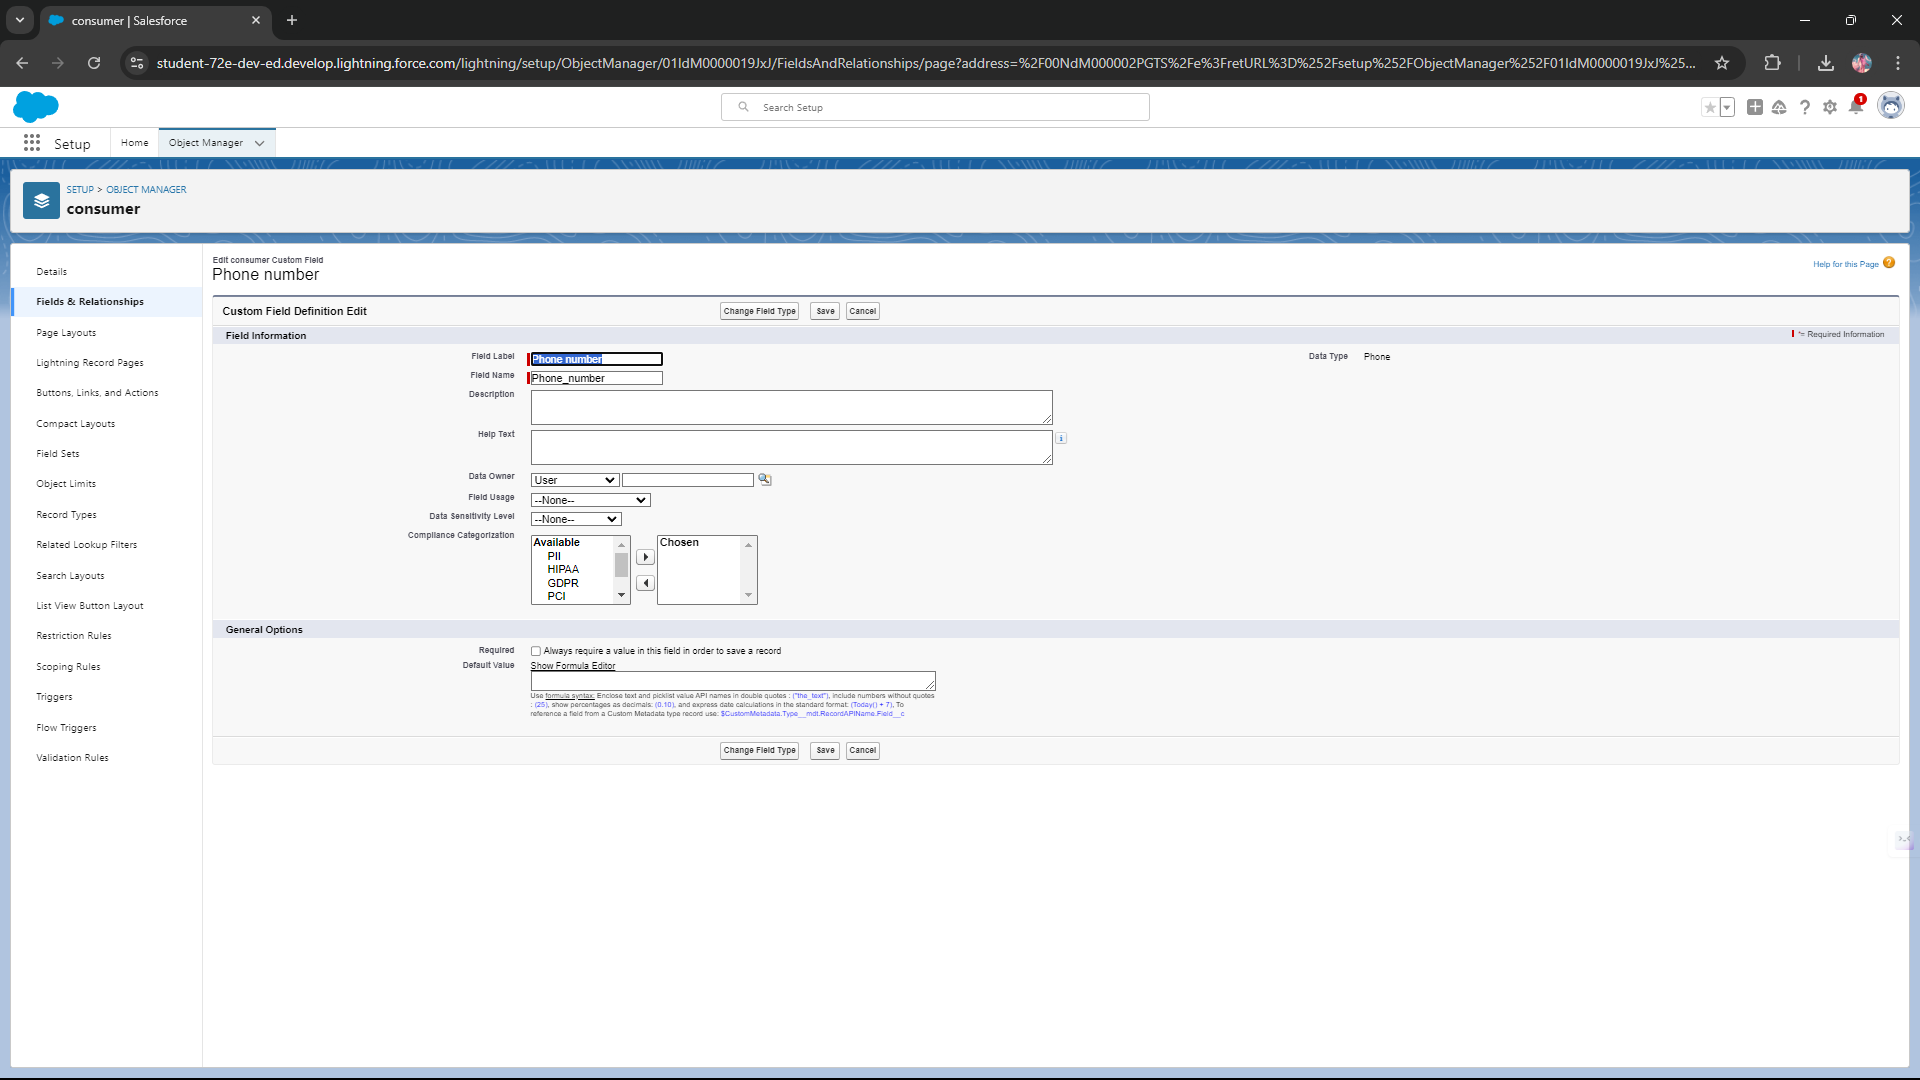 consumer | Salesforce
student-72e-dev-ed.develop.lightning.force.com/lightning/setup/ObjectManager/01IdM0000019JxJ/FieldsAndRelationships/page?address=%2F00NdM000002PGTS%2Fe%3FretURL%3D%252Fsetup%252FObjectManager%252F01IdM0000019JxJ%25...
Search Setup
1
Setup
Home
Object Manager
SETUP > OBJECT MANAGER
consumer
Details
Fields & Relationships
Page Layouts
Lightning Record Pages
Buttons, Links, and Actions
Compact Layouts
Field Sets
Object Limits
Record Types
Related Lookup Filters
Search Layouts
List View Button Layout
Restriction Rules
Scoping Rules
Triggers
Flow Triggers
Validation Rules
Edit consumer Custom Field
Phone number
Help for this Page ?
Custom Field Definition Edit
Change Field Type Save Cancel
Field Information
= Required Information
Field Label Phone number
Data Type Phone
Field Name Phone_number
Description
Help Text i
Data Owner User
Field Usage --None--
Data Sensitivity Level --None--
Compliance Categorization
Available
PII
HIPAA
GDPR
PCI
Chosen
General Options
Required Always require a value in this field in order to save a record
Default Value Show Formula Editor
Use formula syntax: Enclose text and picklist value API names in double quotes : ("the_text"), include numbers without quotes
: (25), show percentages as decimals: (0.10), and express date calculations in the standard format: (Today() + 7), To
reference a field from a Custom Metadata type record use: $CustomMetadata.Type__mdt.RecordAPIName.Field__c
Change Field Type Save Cancel